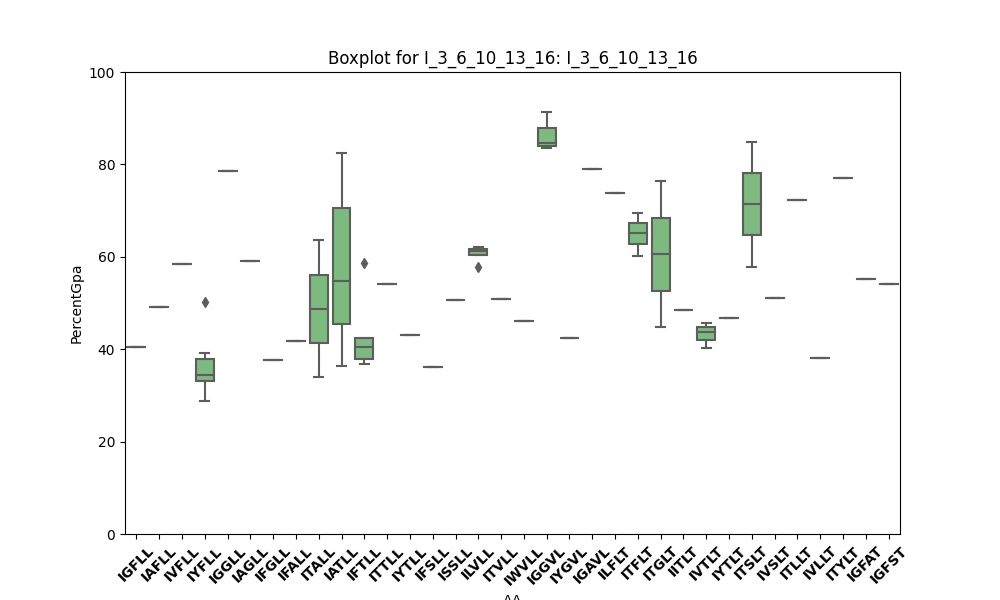 Boxplot for I_3_6_10_13_16: I_3_6_10_13_16
PercentGpa
100
80
60
40
20
0
IGFLL
IAFLL
IVFLL
IYFLL
IGGLL
IAGLL
IFGLL
IFALL
ITALL
IATLL
IFTLL
ITTLL
IYTLL
IFSLL
ISSLL
ILVLL
ITVLL
IWVLL
IGGVL
IYGVL
IGAVL
ILFLT
ITFLT
ITGLT
IITLT
IVTLT
IYTLT
ITSLT
IVSLT
ITLLT
IVLLT
ITYLT
IGFAT
IGFST
AA